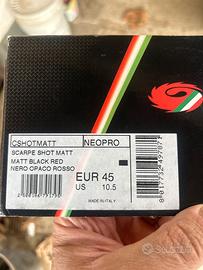 CSHOTMATT NEOPRO
SCARPE SHOT MATT
MATT BLACK RED
NERO OPACO ROSSO
EUR 45
US 10.5
MADE IN ITALY
Subito